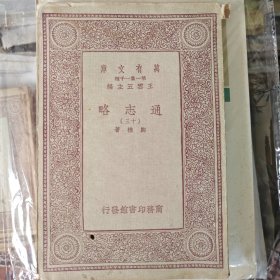 萬有文庫
第一集一千種
王雲五主編
通志略
(十三)
鄭樵著
商務印書館發行